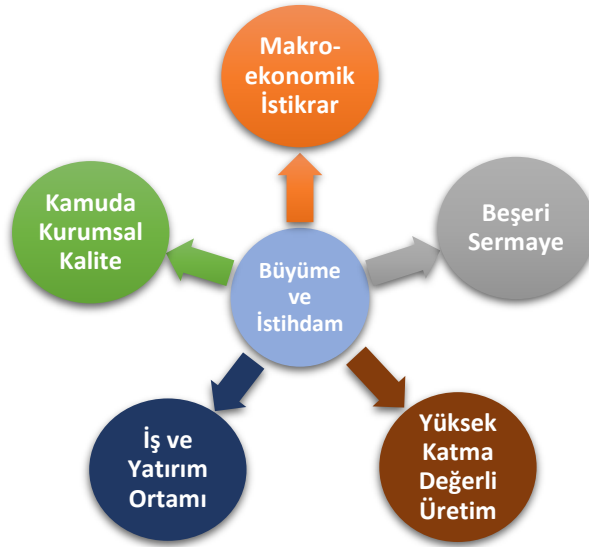 Makro-
ekonomik
İstikrar
Kamuda
Kurumsal
Kalite
Beşeri
Sermaye
Büyüme
ve
İstihdam
İş ve
Yatırım
Ortamı
Yüksek
Katma
Değerli
Üretim